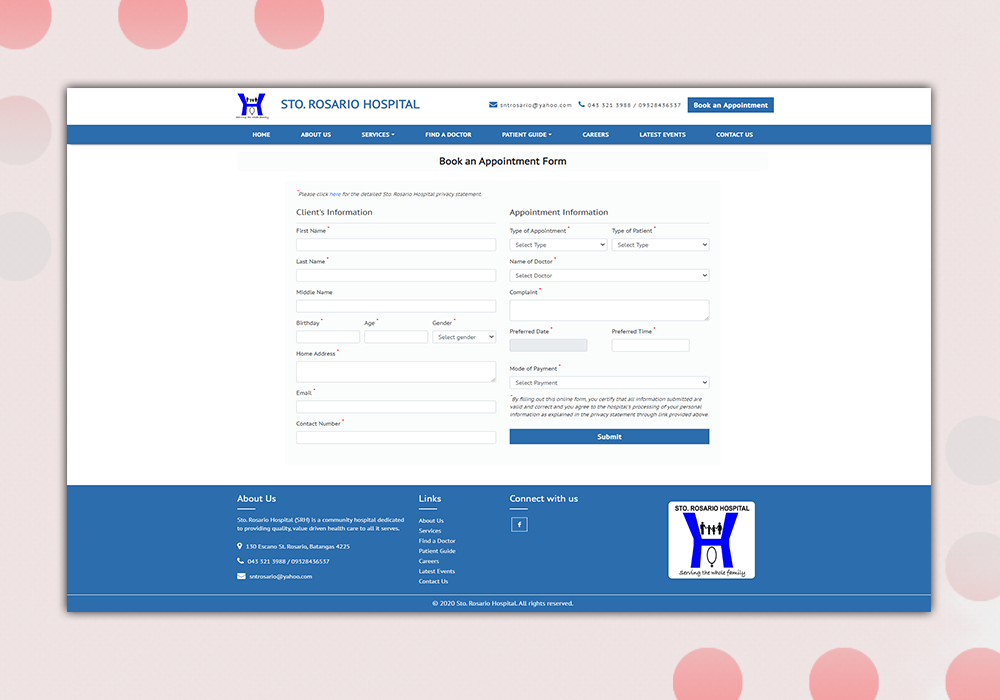 STO. ROSARIO HOSPITAL
sntrosario@yahoo.com
043 321 3988 / 09328436537
Book an Appointment
HOME ABOUT US SERVICES FIND A DOCTOR PATIENT GUIDE CAREERS LATEST EVENTS CONTACT US
Book an Appointment Form
*Please click here for the detailed Sto. Rosario Hospital privacy statement.
Client's Information
First Name *
Last Name *
Middle Name
Birthday * Age * Gender *
Select gender
Home Address *
Email *
Contact Number *
Appointment Information
Type of Appointment * Type of Patient *
Select Type Select Type
Name of Doctor *
Select Doctor
Complaint *
Preferred Date * Preferred Time *
Mode of Payment *
Select Payment
*By filling out this online form, you certify that all information submitted are
valid and correct and you agree to the hospital's processing of your personal
information as explained in the privacy statement through link provided above.
Submit
About Us
Sto. Rosario Hospital (SRH) is a community hospital dedicated
to providing quality, value driven health care to all it serves.
130 Escano St. Rosario, Batangas 4225
043 321 3988 / 09328436537
sntrosario@yahoo.com
Links
About Us
Services
Find a Doctor
Patient Guide
Careers
Latest Events
Contact Us
Connect with us
STO. ROSARIO HOSPITAL
Serving the whole family
© 2020 Sto. Rosario Hospital. All rights reserved.